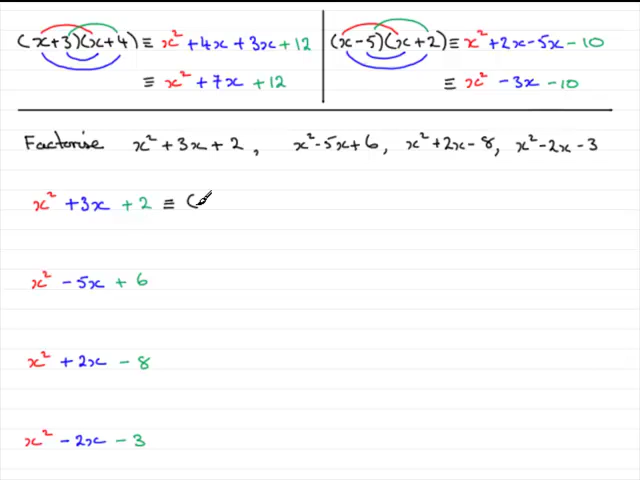 (x+3)(x+4) ≡ x² +4x + 3x +12
≡ x² +7x +12
(x-5)(x+2) ≡ x² +2x -5x -10
≡ x² -3x -10
Factorise x² + 3x + 2, x² - 5x + 6, x² + 2x - 8, x² - 2x - 3
x² +3x + 2 ≡ (
x² - 5x + 6
x² + 2x - 8
x² - 2x - 3